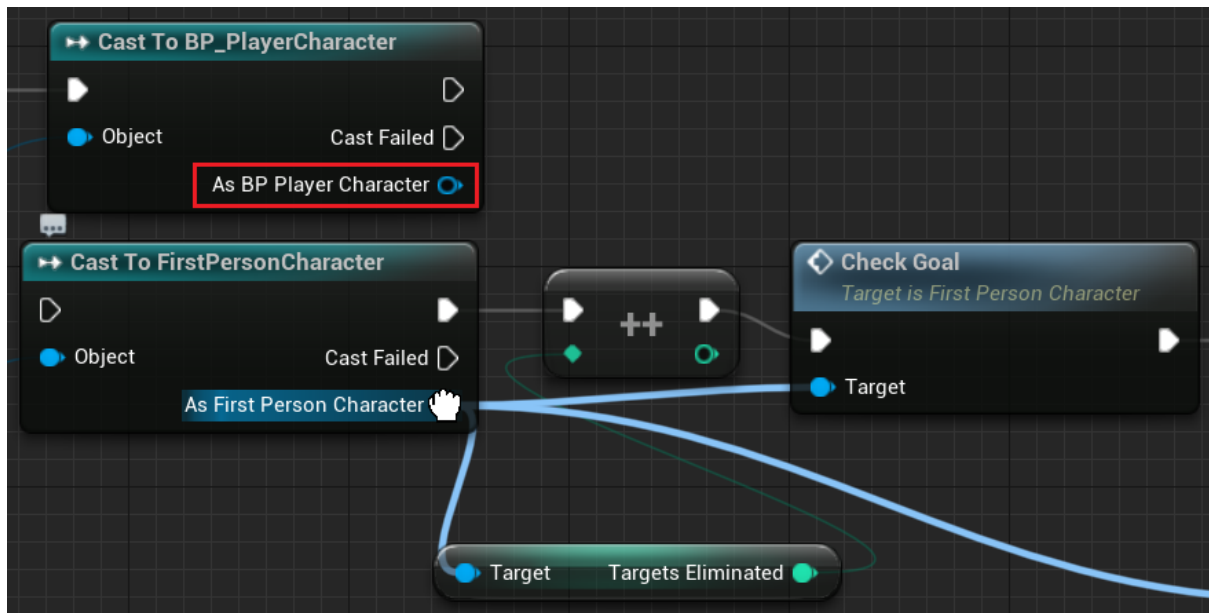 Cast To BP_PlayerCharacter
Object
Cast Failed
As BP Player Character
Cast To FirstPersonCharacter
Object
Cast Failed
As First Person Character
++
Check Goal
Target is First Person Character
Target
Target
Targets Eliminated